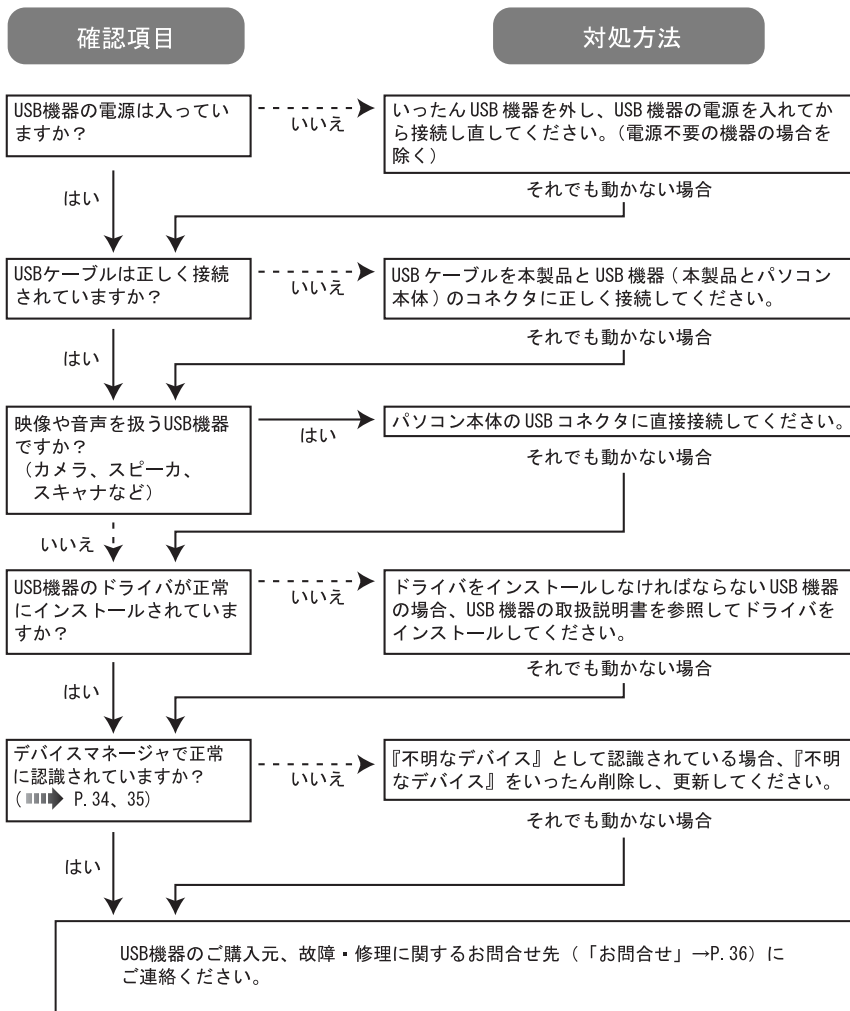 確認項目
対処方法
USB機器の電源は入ってい
ますか？
いいえ
いったんUSB機器を外し、USB機器の電源を入れてか
ら接続し直してください。（電源不要の機器の場合を
除く）
はい
それでも動かない場合
USBケーブルは正しく接続
されていますか？
いいえ
USBケーブルを本製品とUSB機器（本製品とパソコン
本体）のコネクタに正しく接続してください。
はい
それでも動かない場合
映像や音声を扱うUSB機器
ですか？
（カメラ、スピーカ、
スキャナなど）
はい
パソコン本体のUSBコネクタに直接接続してください。
それでも動かない場合
いいえ
USB機器のドライバが正常
にインストールされていま
すか？
いいえ
ドライバをインストールしなければならないUSB機器
の場合、USB機器の取扱説明書を参照してドライバを
インストールしてください。
はい
それでも動かない場合
デバイスマネージャで正常
に認識されていますか？
（ P.34、35）
いいえ
『不明なデバイス』として認識されている場合、『不明
なデバイス』をいったん削除し、更新してください。
それでも動かない場合
はい
USB機器のご購入元、故障・修理に関するお問合せ先（「お問合せ」→P.36）に
ご連絡ください。